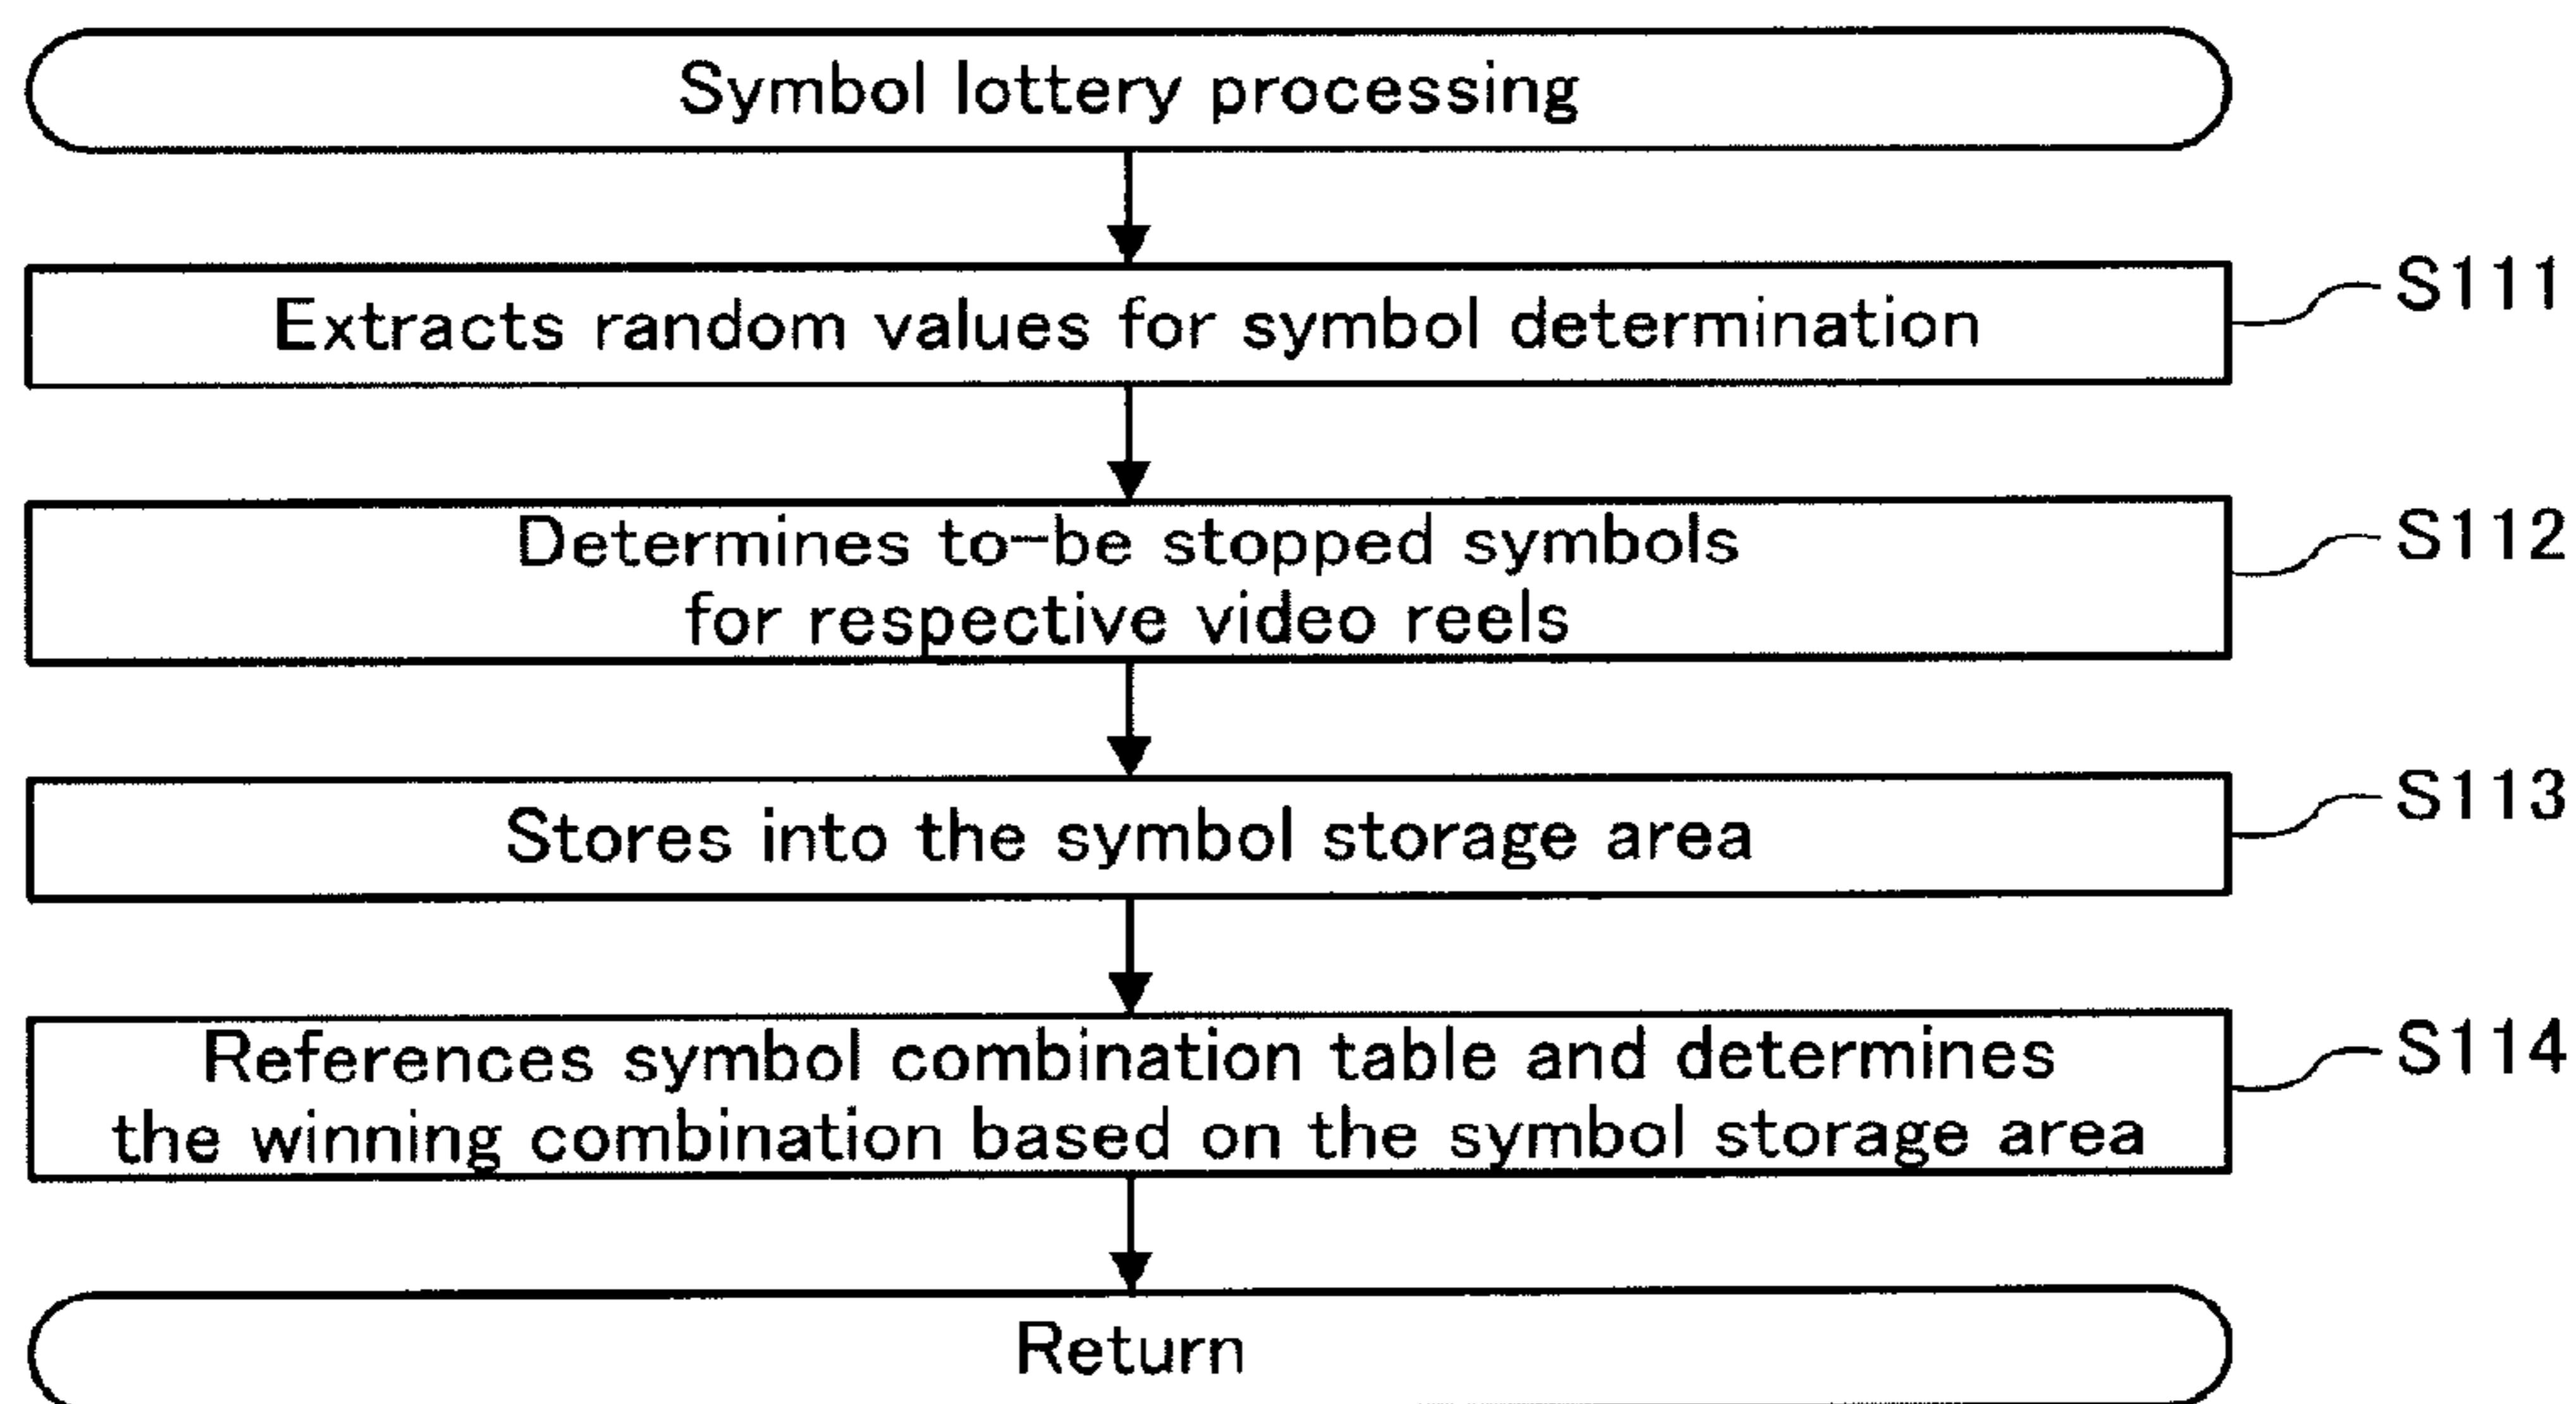 Symbol lottery processing
Extracts random values for symbol determination
S111
Determines to-be stopped symbols
for respective video reels
S112
Stores into the symbol storage area
S113
References symbol combination table and determines
the winning combination based on the symbol storage area
S114
Return